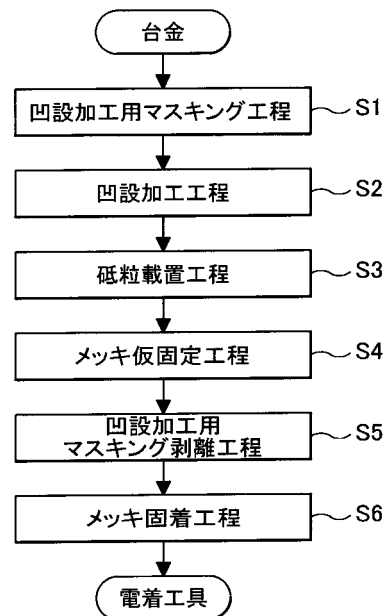 台金
凹設加工用マスキング工程 S1
凹設加工工程 S2
砥粒載置工程 S3
メッキ仮固定工程 S4
凹設加工用
マスキング剥離工程 S5
メッキ固着工程 S6
電着工具